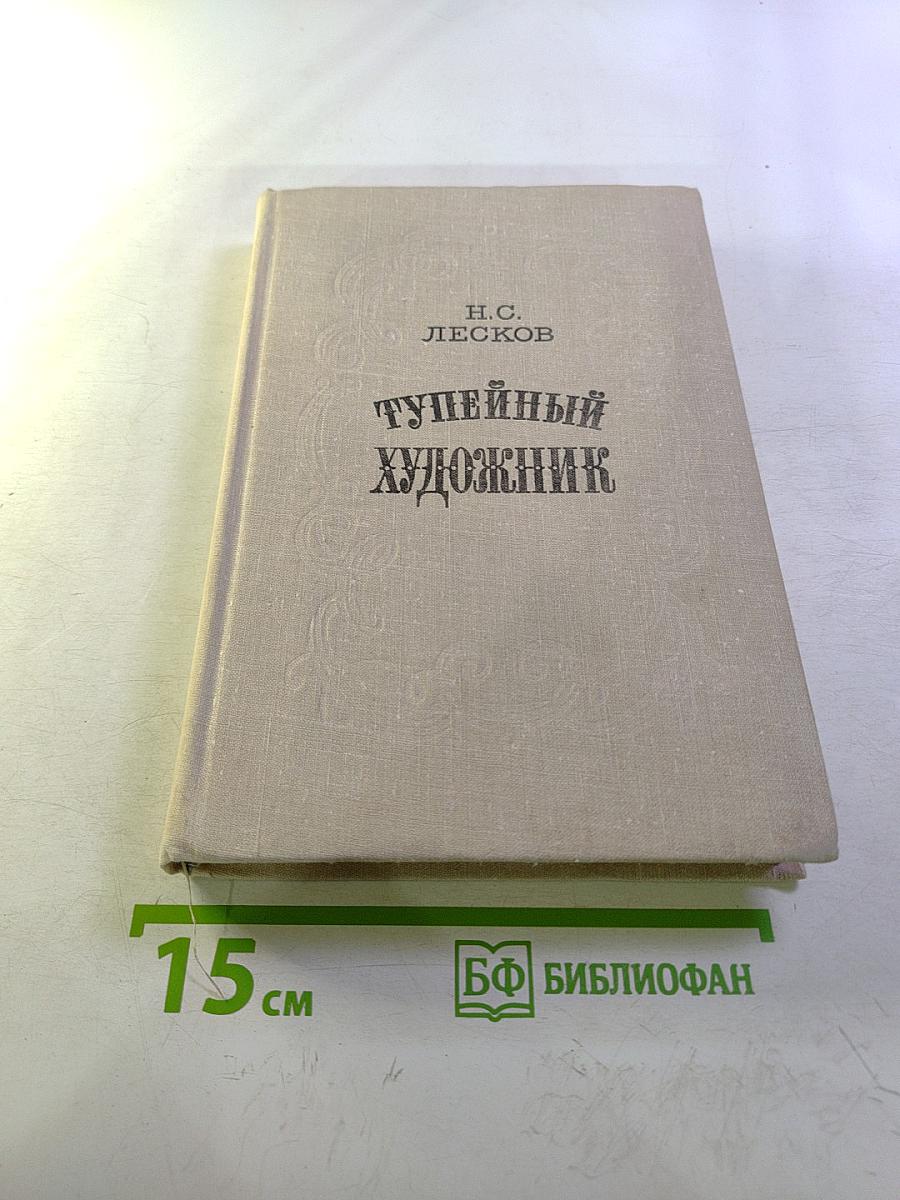 Н.С.
ЛЕСКОВ
ТУПЕЙНЫЙ
ХУДОЖНИК
15 см
БФ БИБЛИОФАН